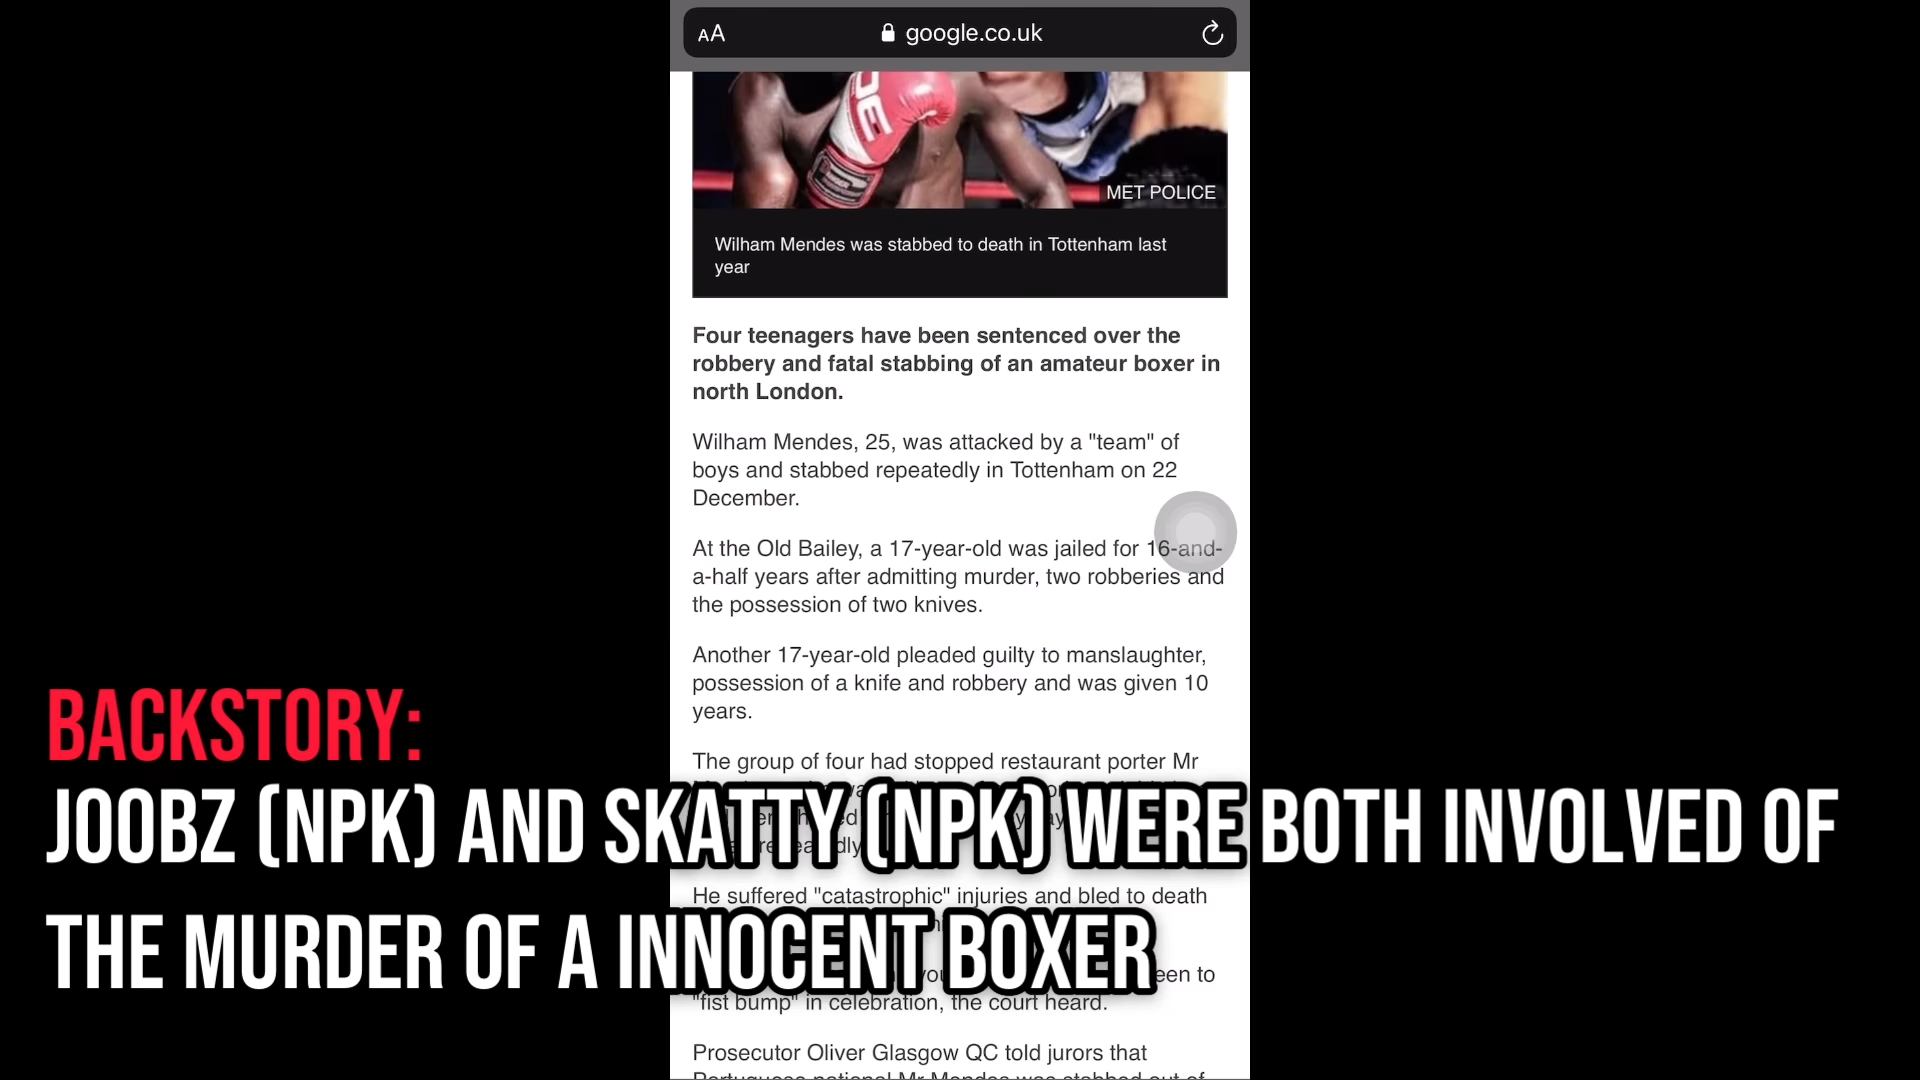 AA google.co.uk
DE
MET POLICE
Wilham Mendes was stabbed to death in Tottenham last
year
Four teenagers have been sentenced over the
robbery and fatal stabbing of an amateur boxer in
north London.
Wilham Mendes, 25, was attacked by a "team" of
boys and stabbed repeatedly in Tottenham on 22
December.
At the Old Bailey, a 17-year-old was jailed for 16-and-
a-half years after admitting murder, two robberies and
the possession of two knives.
Another 17-year-old pleaded guilty to manslaughter,
possession of a knife and robbery and was given 10
years.
The group of four had stopped restaurant porter Mr
BACKSTORY:
JOOBZ (NPK) AND SKATTY (NPK) WERE BOTH INVOLVED OF
THE MURDER OF A INNOCENT BOXER
He suffered "catastrophic" injuries and bled to death
to
"fist bump" in celebration, the court heard.
Prosecutor Oliver Glasgow QC told jurors that